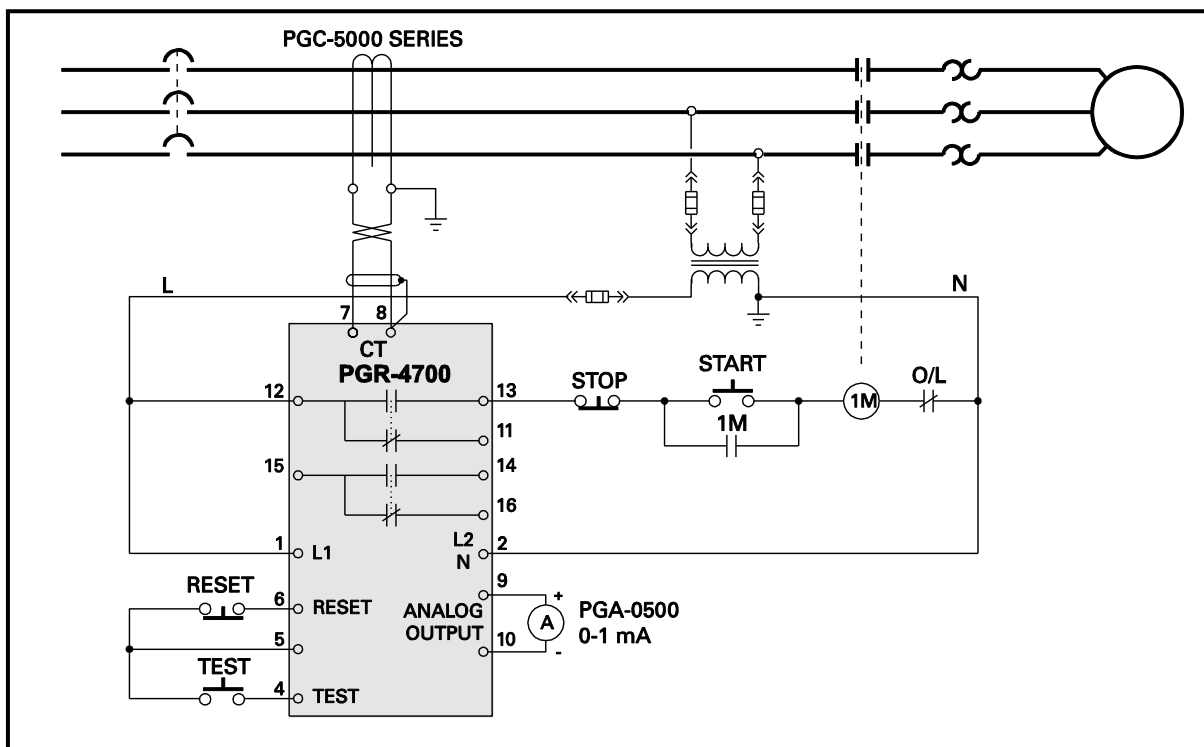 PGC-5000 SERIES
L
N
7
8
CT
PGR-4700
12
13
STOP
START
1M
1M
O/L
11
15
14
16
1
L1
L2
N
2
RESET
6
RESET
9
ANALOG
OUTPUT
+
A
-
PGA-0500
0-1 mA
10
5
TEST
4
TEST